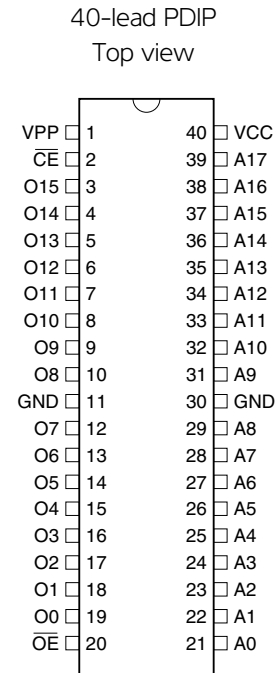 40-lead PDIP
Top view
VPP 1 40 VCC
C̅E̅ 2 39 A17
O15 3 38 A16
O14 4 37 A15
O13 5 36 A14
O12 6 35 A13
O11 7 34 A12
O10 8 33 A11
O9 9 32 A10
O8 10 31 A9
GND 11 30 GND
O7 12 29 A8
O6 13 28 A7
O5 14 27 A6
O4 15 26 A5
O3 16 25 A4
O2 17 24 A3
O1 18 23 A2
O0 19 22 A1
O̅E̅ 20 21 A0